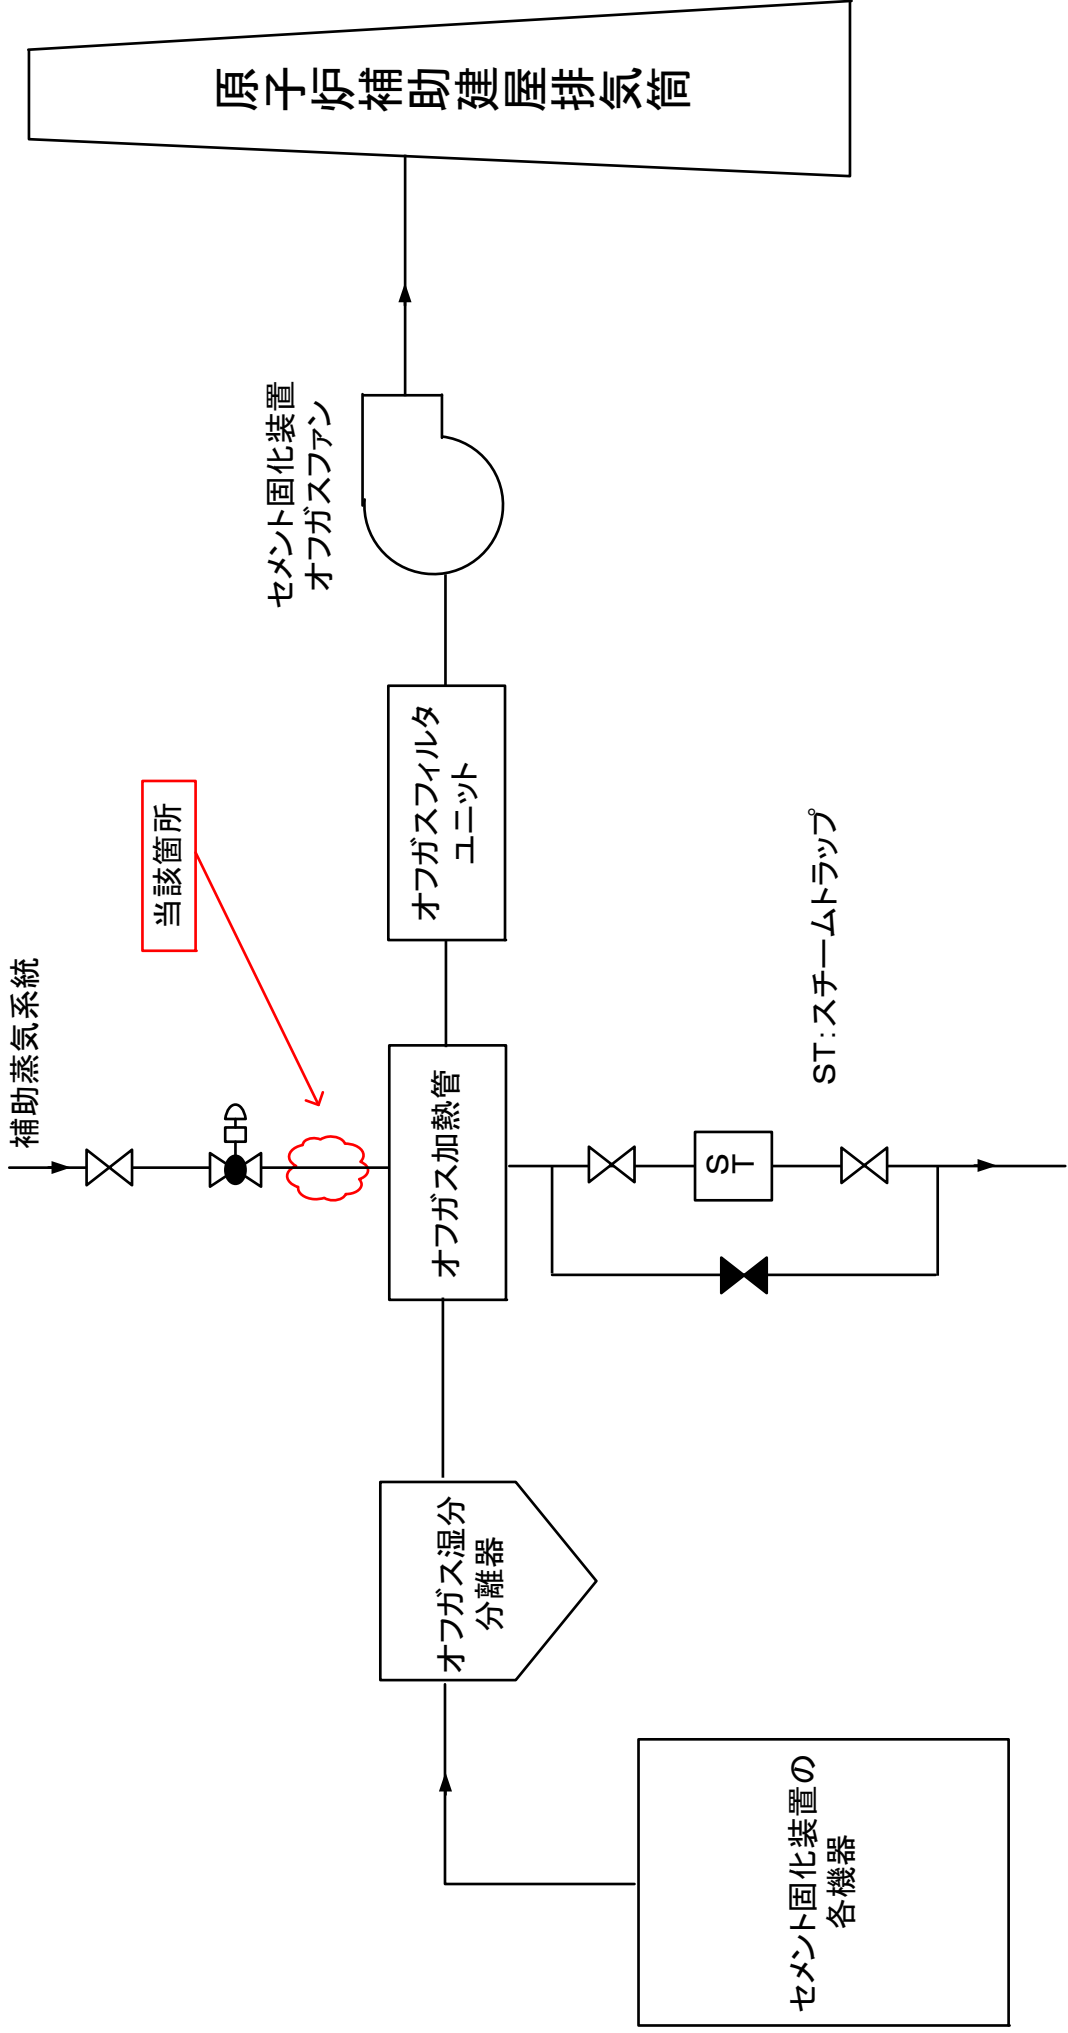 原子炉補助建屋排気筒
セメント固化装置
オフガスファン
オフガスフィルタ
ユニット
当該箇所
補助蒸気系統
オフガス加熱管
ST
ST:スチームトラップ
オフガス湿分
分離器
セメント固化装置の
各機器